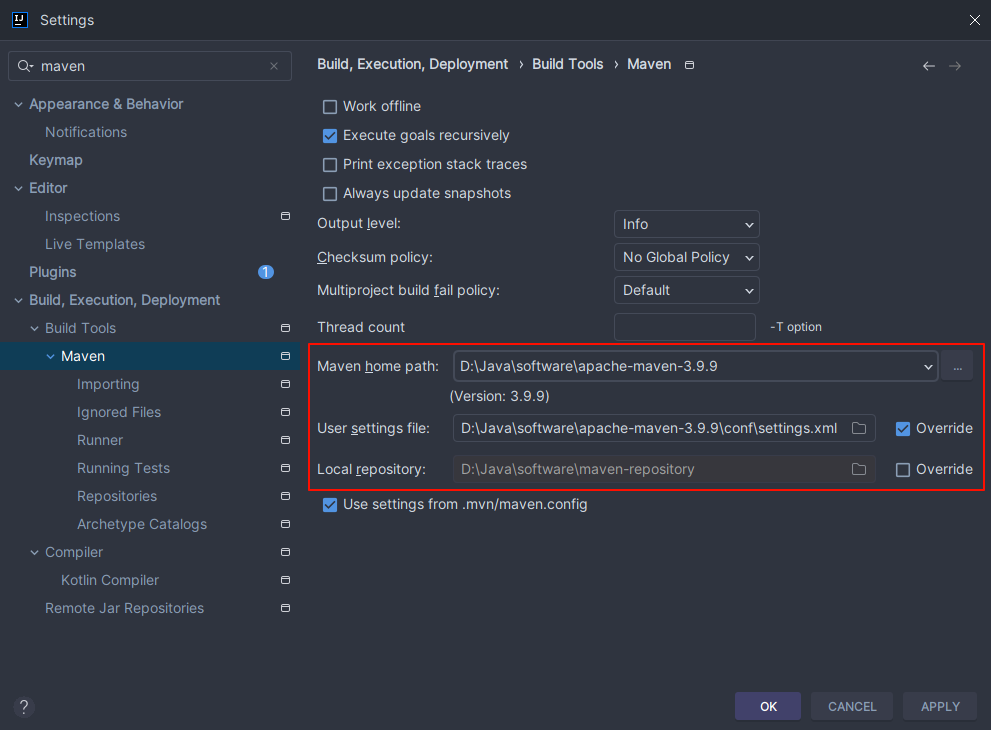 Settings
maven
Appearance & Behavior
Notifications
Keymap
Editor
Inspections
Live Templates
Plugins 1
Build, Execution, Deployment
Build Tools
Maven
Importing
Ignored Files
Runner
Running Tests
Repositories
Archetype Catalogs
Compiler
Kotlin Compiler
Remote Jar Repositories
?
Build, Execution, Deployment › Build Tools › Maven
Work offline
Execute goals recursively
Print exception stack traces
Always update snapshots
Output level: Info
Checksum policy: No Global Policy
Multiproject build fail policy: Default
Thread count -T option
Maven home path: D:\Java\software\apache-maven-3.9.9 ...
(Version: 3.9.9)
User settings file: D:\Java\software\apache-maven-3.9.9\conf\settings.xml Override
Local repository: D:\Java\software\maven-repository Override
Use settings from .mvn/maven.config
OK CANCEL APPLY